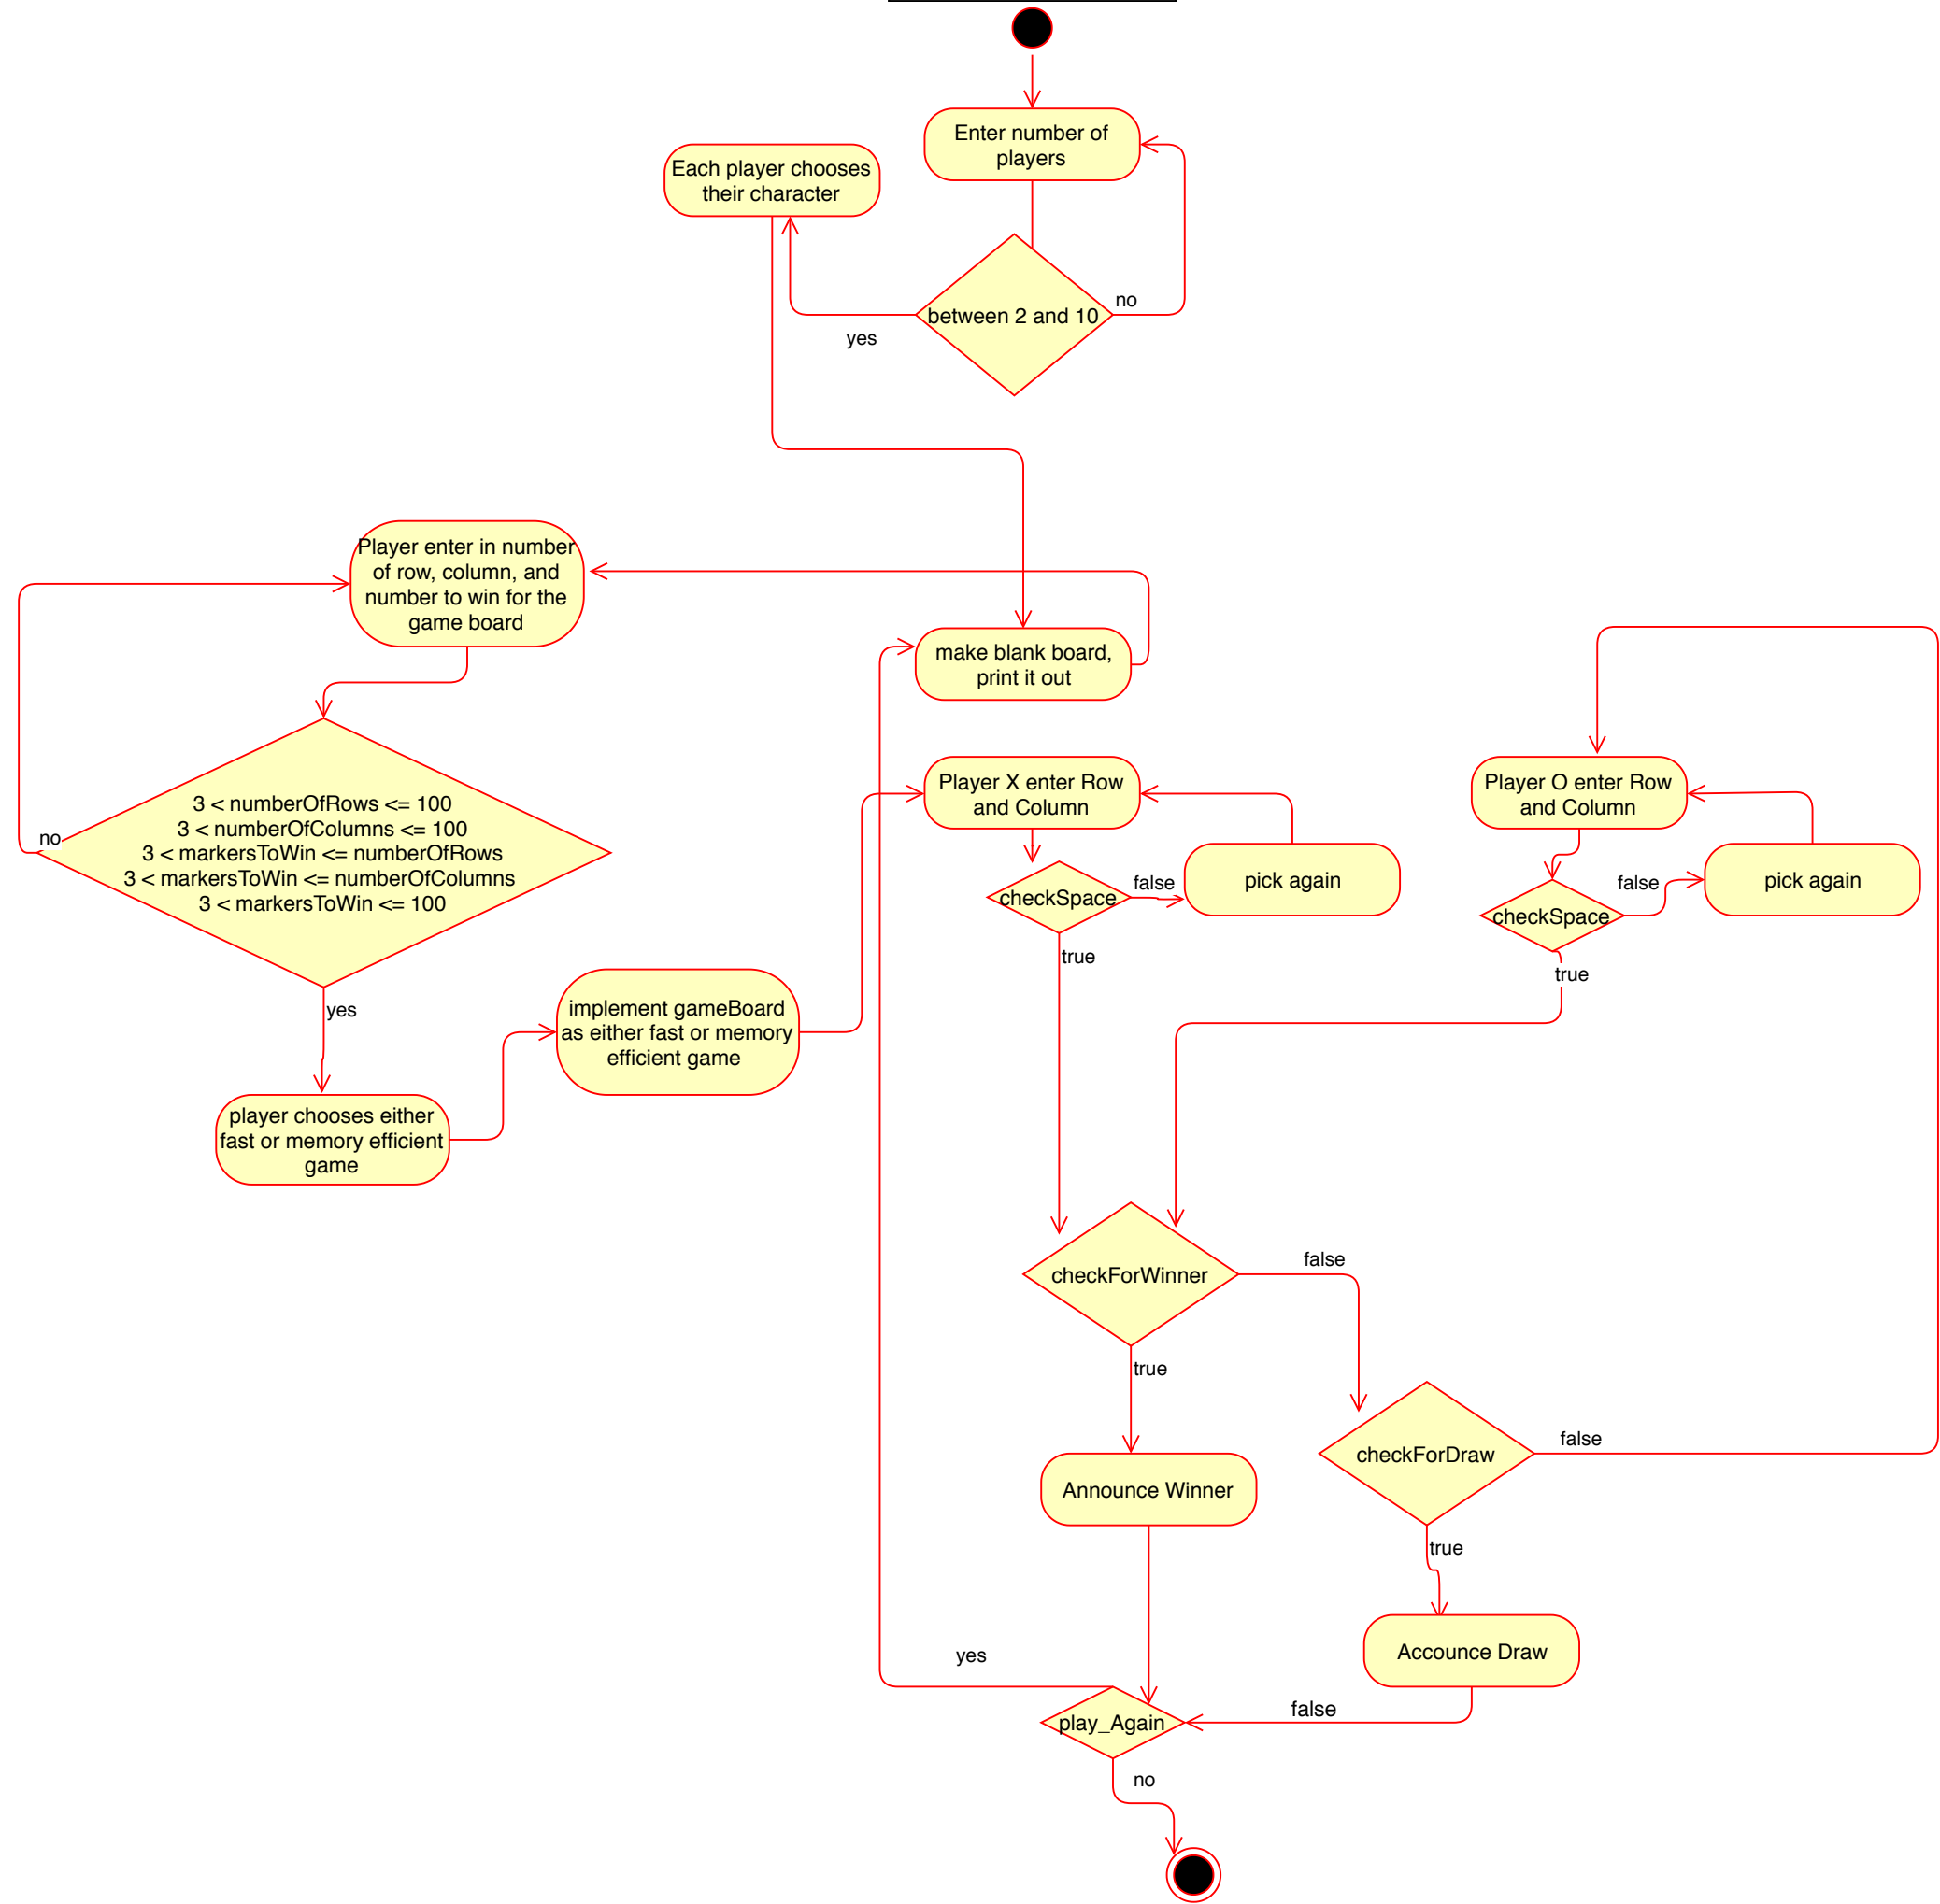 Enter number of
players
Each player chooses
their character
between 2 and 10
no
yes
Player enter in number
of row, column, and
number to win for the
game board
make blank board,
print it out
Player X enter Row
and Column
Player O enter Row
and Column
3 < numberOfRows <= 100
3 < numberOfColumns <= 100
3 < markersToWin <= numberOfRows
3 < markersToWin <= numberOfColumns
3 < markersToWin <= 100
no
checkSpace
false
pick again
checkSpace
false
pick again
true
true
yes
implement gameBoard
as either fast or memory
efficient game
player chooses either
fast or memory efficient
game
checkForWinner
false
true
checkForDraw
false
Announce Winner
true
Accounce Draw
yes
play_Again
false
no